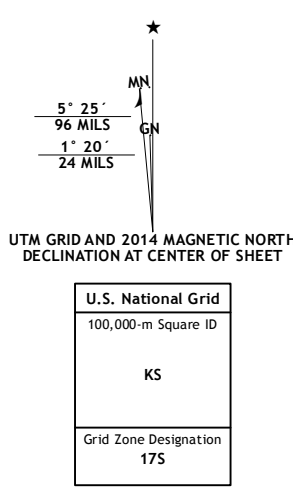 ★
MN
5° 25´
96 MILS
GN
1° 20´
24 MILS
UTM GRID AND 2014 MAGNETIC NORTH
DECLINATION AT CENTER OF SHEET
U.S. National Grid
100,000-m Square ID
KS
Grid Zone Designation
17S